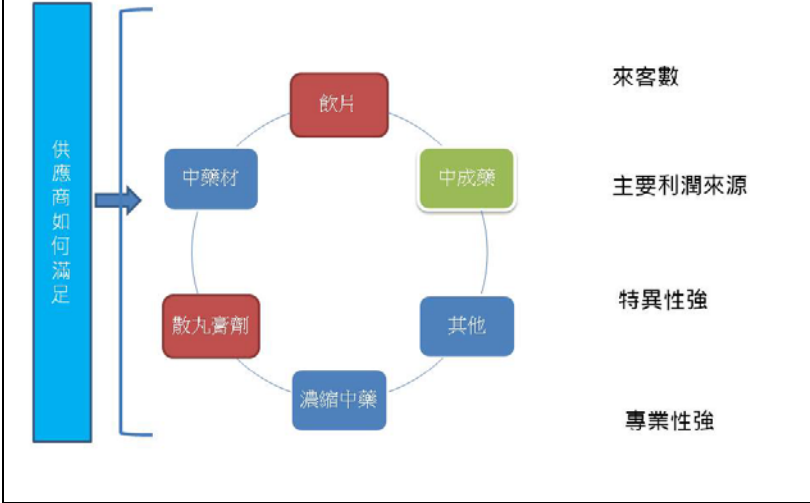 供應商如何滿足
飲片
中藥材
中成藥
散丸膏劑
其他
濃縮中藥
來客數
主要利潤來源
特異性強
專業性強